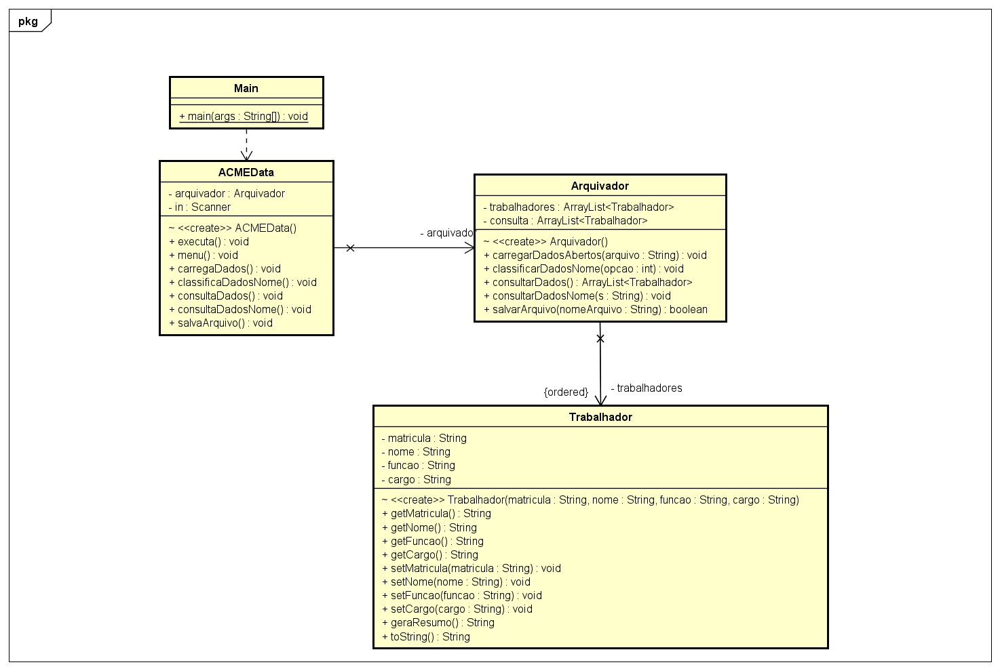 pkg
Main
+ main(args : String[]) : void
ACMEData
- arquivador : Arquivador
- in : Scanner
~ <<create>> ACMEData()
+ executa() : void
+ menu() : void
+ carregaDados() : void
+ classificaDadosNome() : void
+ consultaDados() : void
+ consultaDadosNome() : void
+ salvaArquivo() : void
- arquivador
Arquivador
- trabalhadores : ArrayList<Trabalhador>
- consulta : ArrayList<Trabalhador>
~ <<create>> Arquivador()
+ carregarDadosAbertos(arquivo : String) : void
+ classificarDadosNome(opcao : int) : void
+ consultarDados() : ArrayList<Trabalhador>
+ consultarDadosNome(s : String) : void
+ salvarArquivo(nomeArquivo : String) : boolean
{ordered}
- trabalhadores
Trabalhador
- matricula : String
- nome : String
- funcao : String
- cargo : String
~ <<create>> Trabalhador(matricula : String, nome : String, funcao : String, cargo : String)
+ getMatricula() : String
+ getNome() : String
+ getFuncao() : String
+ getCargo() : String
+ setMatricula(matricula : String) : void
+ setNome(nome : String) : void
+ setFuncao(funcao : String) : void
+ setCargo(cargo : String) : void
+ geraResumo() : String
+ toString() : String